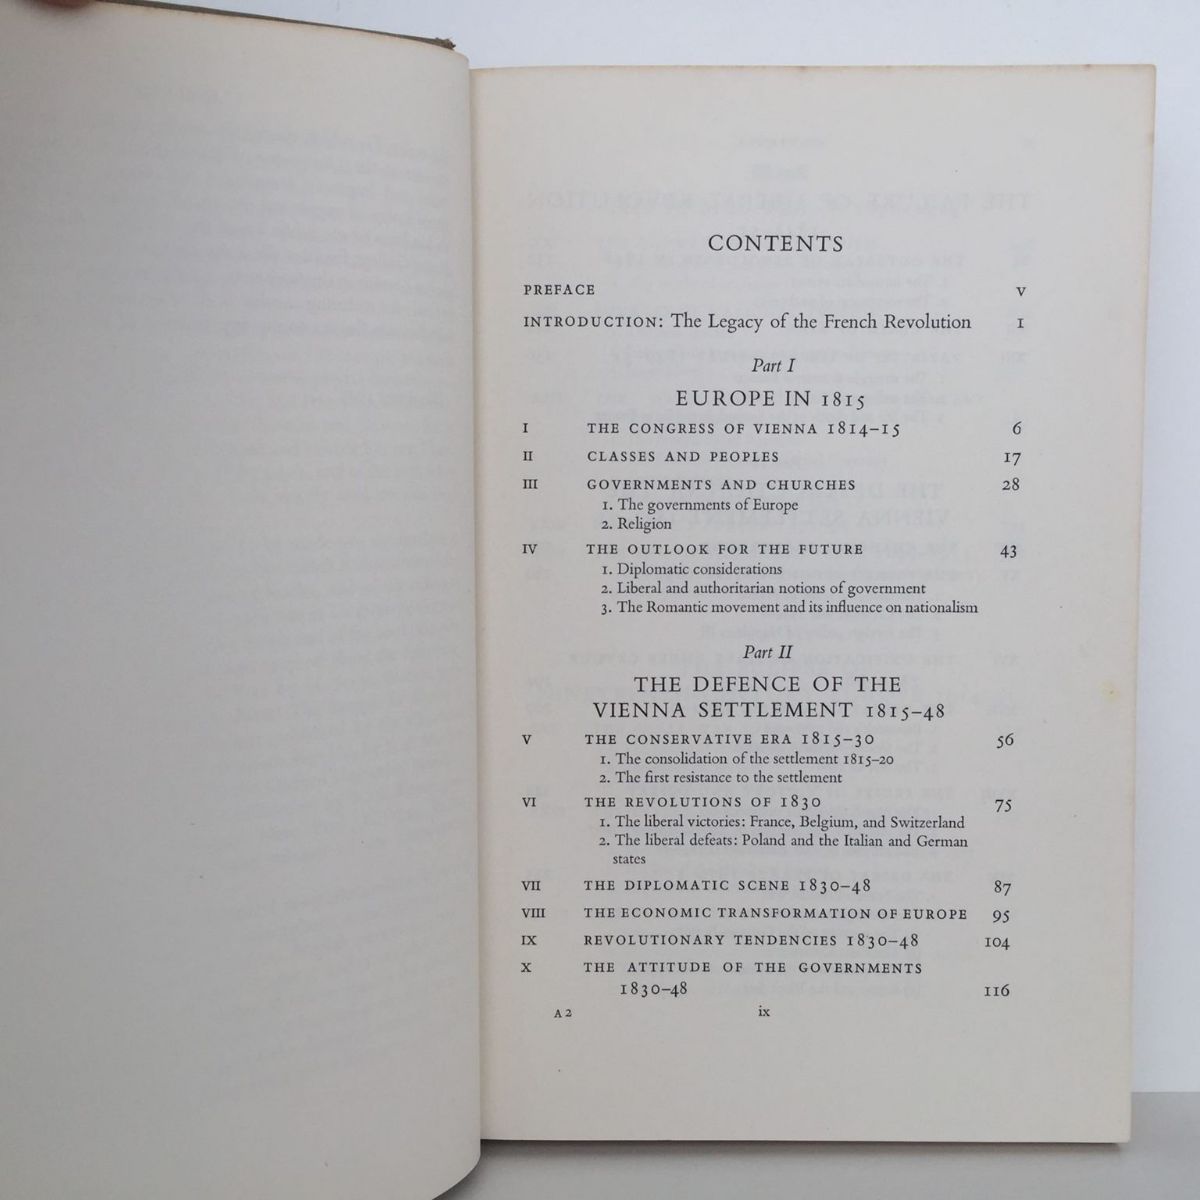 CONTENTS
PREFACE v
INTRODUCTION: The Legacy of the French Revolution 1
Part I
EUROPE IN 1815
I THE CONGRESS OF VIENNA 1814–15 6
II CLASSES AND PEOPLES 17
III GOVERNMENTS AND CHURCHES 28
1. The governments of Europe
2. Religion
IV THE OUTLOOK FOR THE FUTURE 43
1. Diplomatic considerations
2. Liberal and authoritarian notions of government
3. The Romantic movement and its influence on nationalism
Part II
THE DEFENCE OF THE
VIENNA SETTLEMENT 1815–48
V THE CONSERVATIVE ERA 1815–30 56
1. The consolidation of the settlement 1815–20
2. The first resistance to the settlement
VI THE REVOLUTIONS OF 1830 75
1. The liberal victories: France, Belgium, and Switzerland
2. The liberal defeats: Poland and the Italian and German
states
VII THE DIPLOMATIC SCENE 1830–48 87
VIII THE ECONOMIC TRANSFORMATION OF EUROPE 95
IX REVOLUTIONARY TENDENCIES 1830–48 104
X THE ATTITUDE OF THE GOVERNMENTS
1830–48 116
A 2 ix